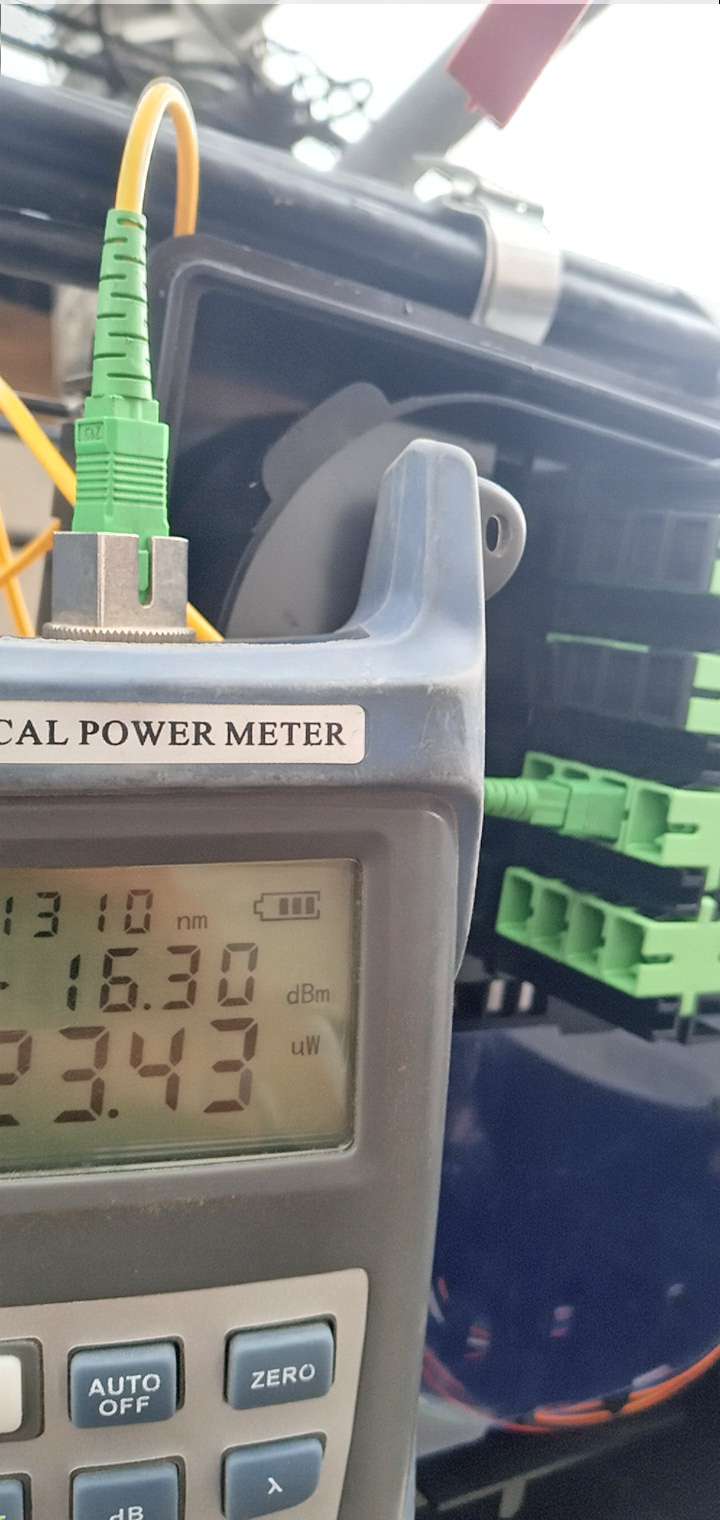 CAL POWER METER
1310 nm
- 16.30 dBm
23.43 uW
AUTO OFF
ZERO
dB
λ